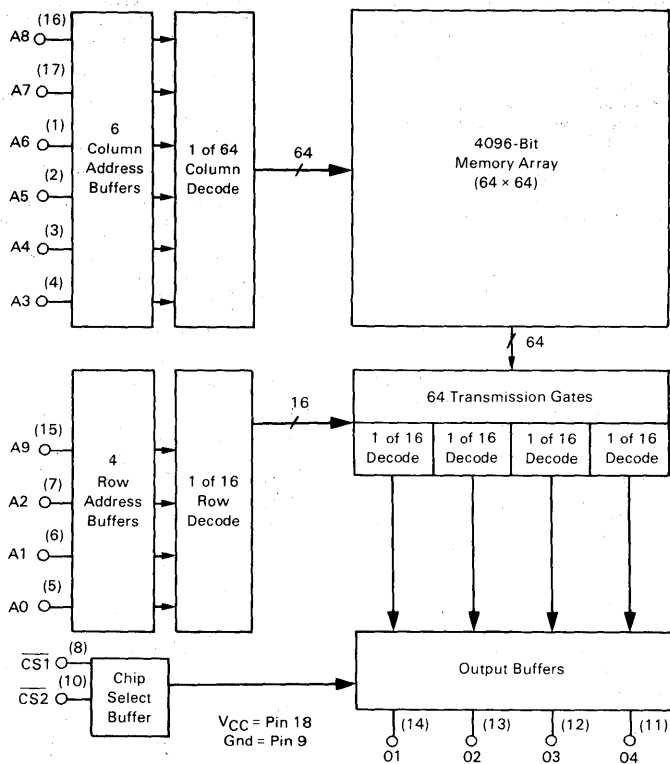 A8 (16)
A7 (17)
A6 (1)
A5 (2)
A4 (3)
A3 (4)
6
Column
Address
Buffers
1 of 64
Column
Decode
64
4096-Bit
Memory Array
(64 × 64)
64
A9 (15)
A2 (7)
A1 (6)
A0 (5)
4
Row
Address
Buffers
1 of 16
Row
Decode
16
64 Transmission Gates
1 of 16
Decode
1 of 16
Decode
1 of 16
Decode
1 of 16
Decode
CS1 (8)
CS2 (10)
Chip
Select
Buffer
Output Buffers
VCC = Pin 18
Gnd = Pin 9
(14) (13) (12) (11)
01 02 03 04